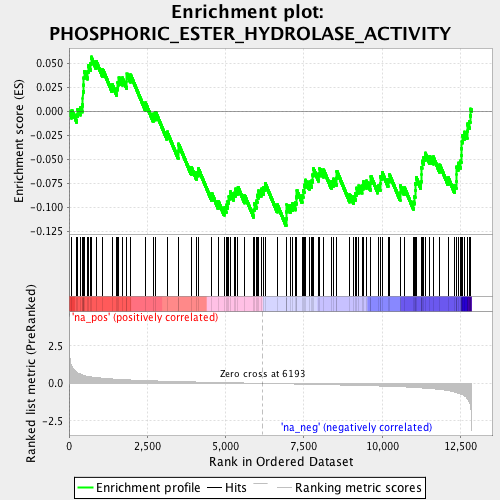 Enrichment plot:
PHOSPHORIC_ESTER_HYDROLASE_ACTIVITY
Enrichment score (ES)
0.050
0.025
0.000
-0.025
-0.050
-0.075
-0.100
-0.125
'na_pos' (positively correlated)
Ranked list metric (PreRanked)
2.5
0.0
-2.5
Zero cross at 6193
'na_neg' (negatively correlated)
0
2,500
5,000
7,500
10,000
12,500
Rank in Ordered Dataset
Enrichment profile
Hits
Ranking metric scores